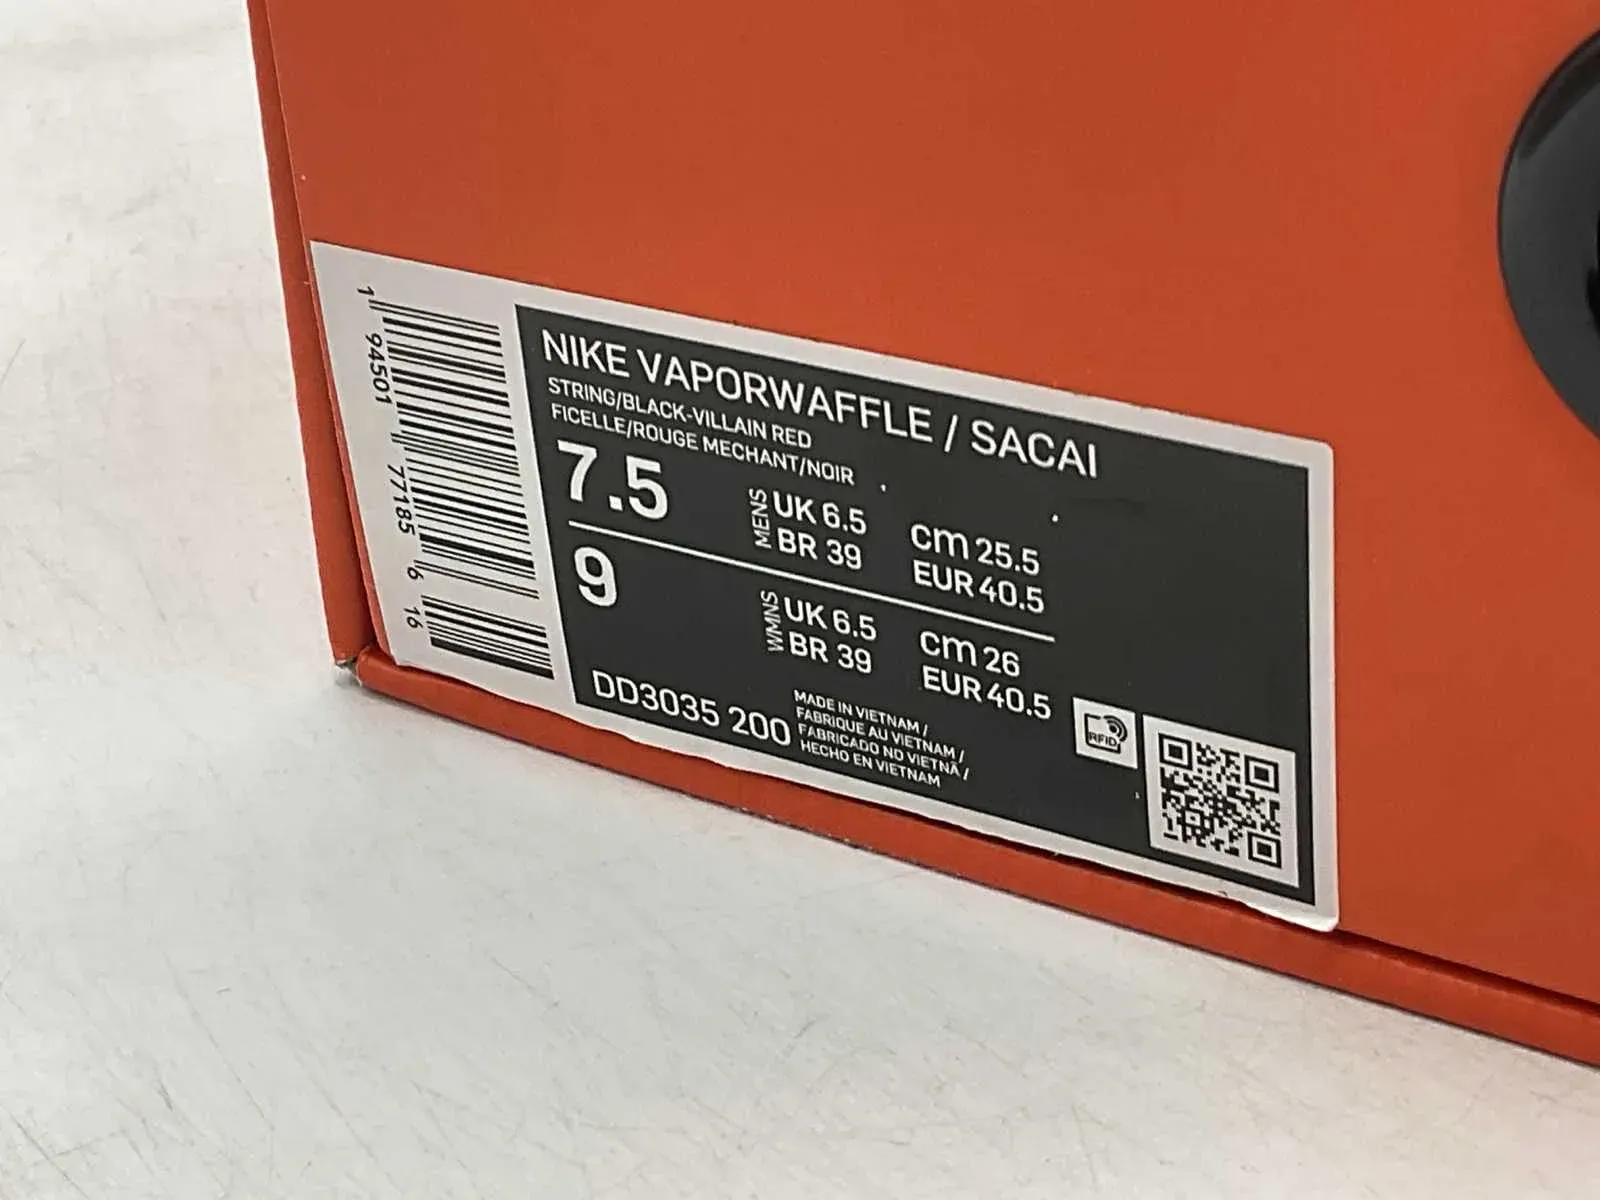 NIKE VAPORWAFFLE / SACAI
STRING/BLACK-VILLAIN RED
FICELLE/ROUGE MECHANT/NOIR
7.5
MENS
UK 6.5
BR 39
cm 25.5
EUR 40.5
9
WMNS
UK 6.5
BR 39
cm 26
EUR 40.5
DD3035 200
MADE IN VIETNAM /
FABRIQUE AU VIETNAM /
FABRICADO NO VIETNÃ /
HECHO EN VIETNAM
RFID
1 94501 77185 6 16